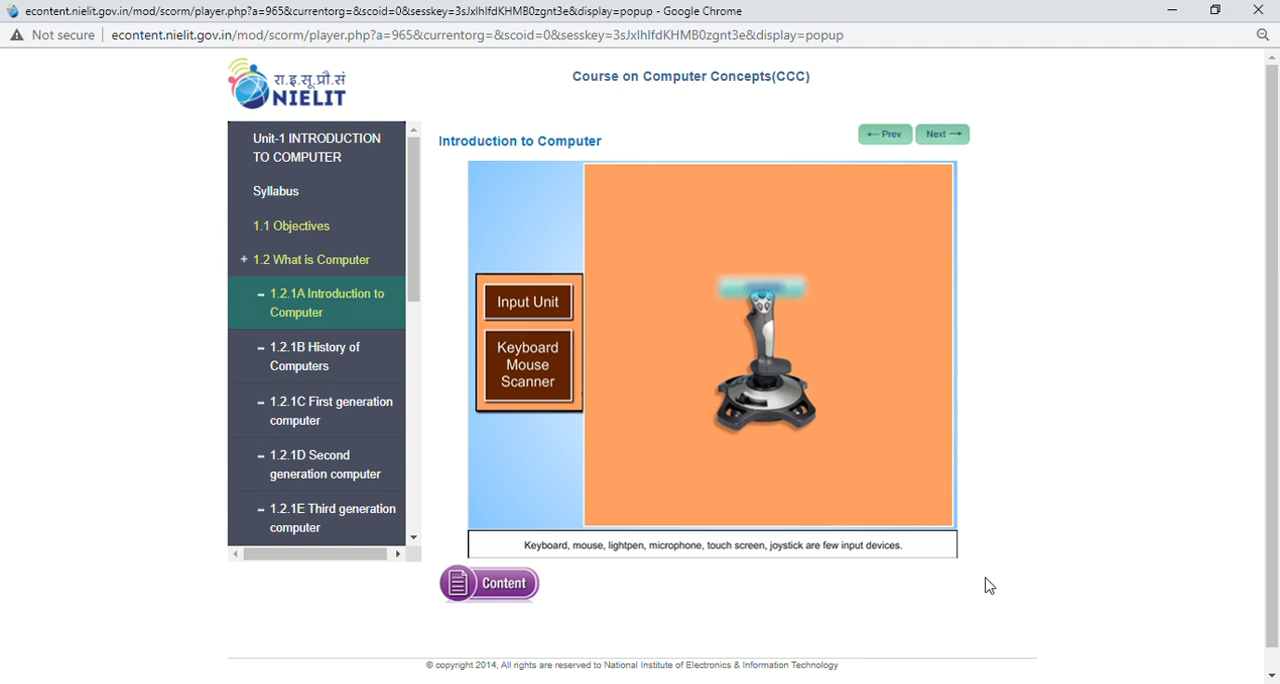 econtent.nielit.gov.in/mod/scorm/player.php?a=965&currentorg=&scoid=0&sesskey=3sJxlhlfdKHMB0zgnt3e&display=popup - Google Chrome
Not secure econtent.nielit.gov.in/mod/scorm/player.php?a=965&currentorg=&scoid=0&sesskey=3sJxlhlfdKHMB0zgnt3e&display=popup
रा.इ.सू.प्रौ.सं
NIELIT
Course on Computer Concepts(CCC)
Unit-1 INTRODUCTION
TO COMPUTER
Syllabus
1.1 Objectives
+ 1.2 What is Computer
- 1.2.1A Introduction to
Computer
- 1.2.1B History of
Computers
- 1.2.1C First generation
computer
- 1.2.1D Second
generation computer
- 1.2.1E Third generation
computer
Introduction to Computer
← Prev Next →
Input Unit
Keyboard
Mouse
Scanner
Keyboard, mouse, lightpen, microphone, touch screen, joystick are few input devices.
Content
© copyright 2014, All rights are reserved to National Institute of Electronics & Information Technology